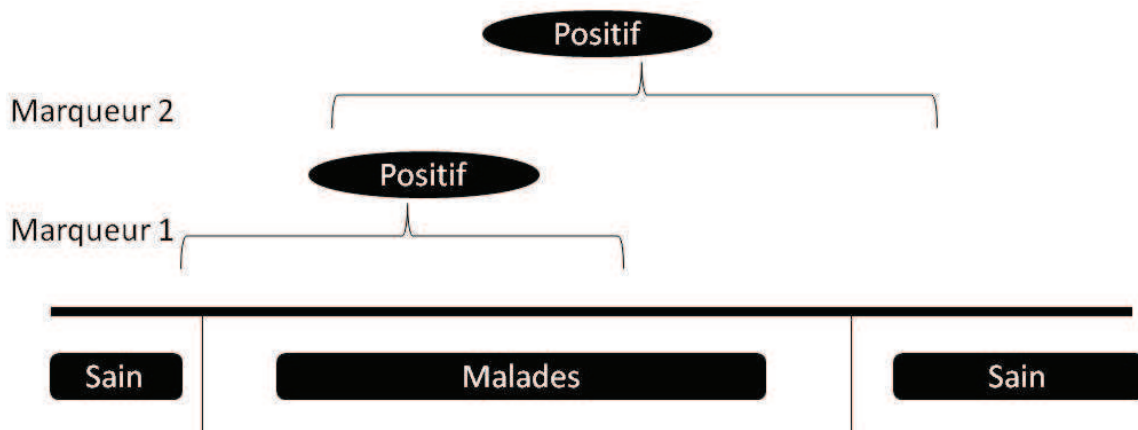 Positif
Marqueur 2
Positif
Marqueur 1
Sain
Malades
Sain